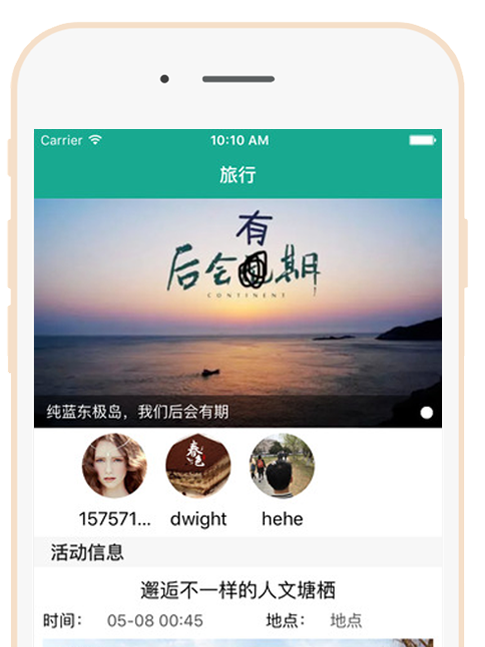 Carrier 10:10 AM
旅行
有
后会无期
CONTINENT
纯蓝东极岛，我们后会有期
春色
157571... dwight hehe
活动信息
邂逅不一样的人文塘栖
时间： 05-08 00:45 地点： 地点